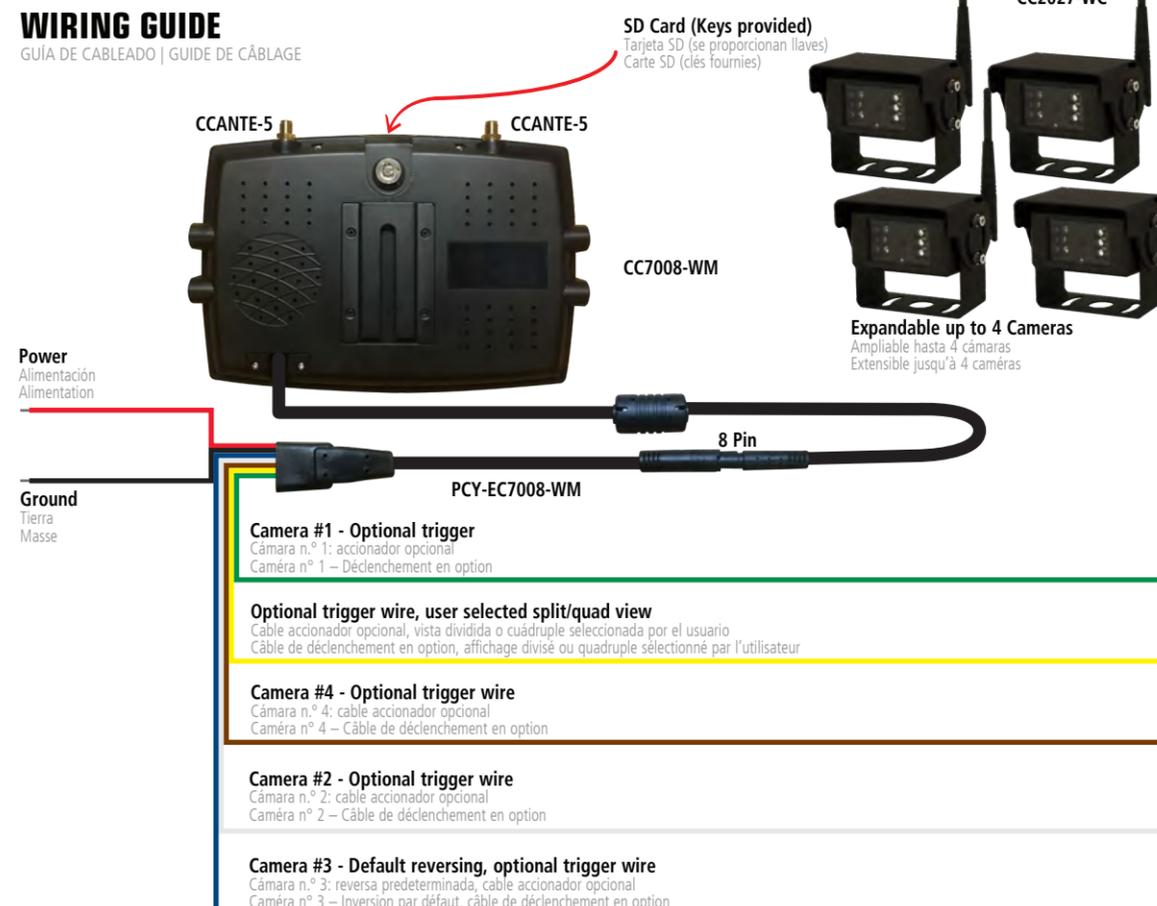 WIRING GUIDE
GUÍA DE CABLEADO | GUIDE DE CÂBLAGE
SD Card (Keys provided)
Tarjeta SD (se proporcionan llaves)
Carte SD (clés fournies)
CC2027-WC
CCANTE-5
CCANTE-5
CC7008-WM
Expandable up to 4 Cameras
Ampliable hasta 4 cámaras
Extensible jusqu'à 4 caméras
Power
Alimentación
Alimentation
8 Pin
PCY-EC7008-WM
Ground
Tierra
Masse
Camera #1 - Optional trigger
Cámara n.º 1: accionador opcional
Caméra n° 1 – Déclenchement en option
Optional trigger wire, user selected split/quad view
Cable accionador opcional, vista dividida o cuádruple seleccionada por el usuario
Câble de déclenchement en option, affichage divisé ou quadruple sélectionné par l'utilisateur
Camera #4 - Optional trigger wire
Cámara n.º 4: cable accionador opcional
Caméra n° 4 – Câble de déclenchement en option
Camera #2 - Optional trigger wire
Cámara n.º 2: cable accionador opcional
Caméra n° 2 – Câble de déclenchement en option
Camera #3 - Default reversing, optional trigger wire
Cámara n.º 3: reversa predeterminada, cable accionador opcional
Caméra n° 3 – Inversion par défaut, câble de déclenchement en option